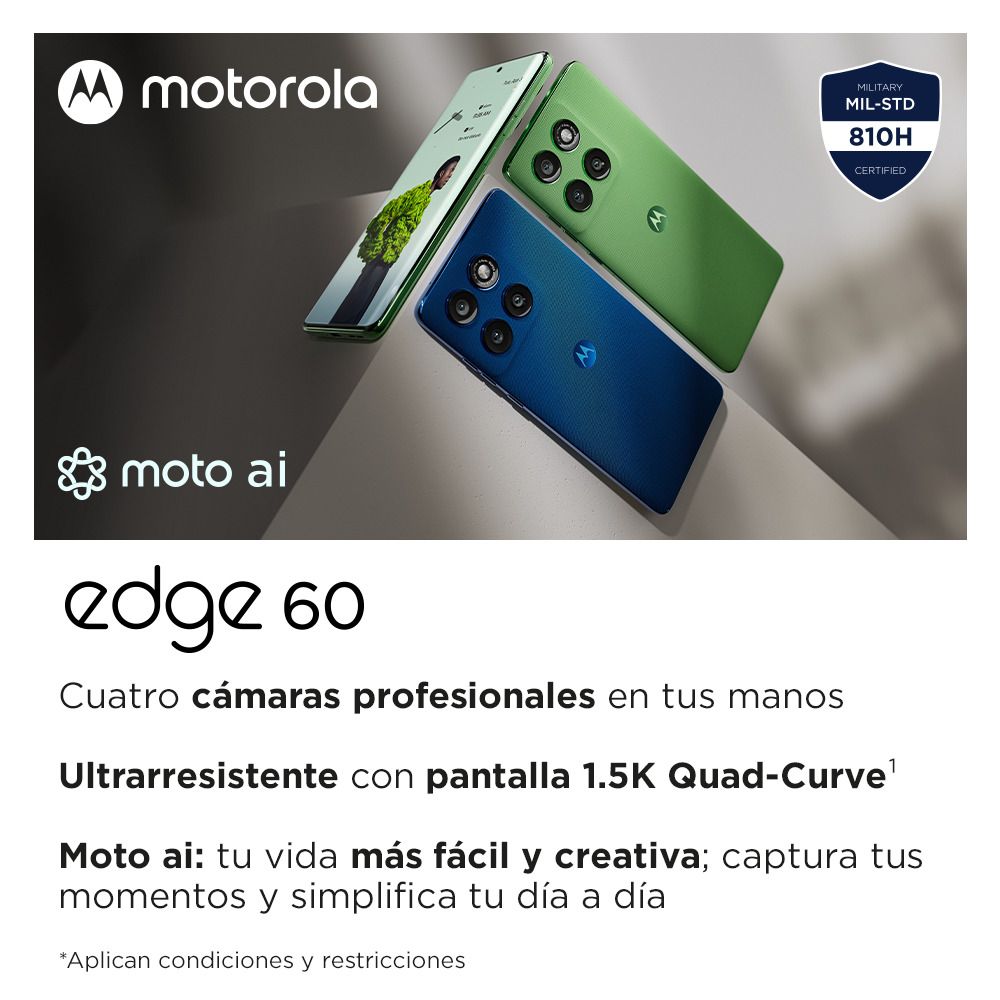 motorola
MILITARY
MIL-STD
810H
CERTIFIED
moto ai
edge 60
Cuatro cámaras profesionales en tus manos
Ultrarresistente con pantalla 1.5K Quad-Curve¹
Moto ai: tu vida más fácil y creativa; captura tus
momentos y simplifica tu día a día
*Aplican condiciones y restricciones